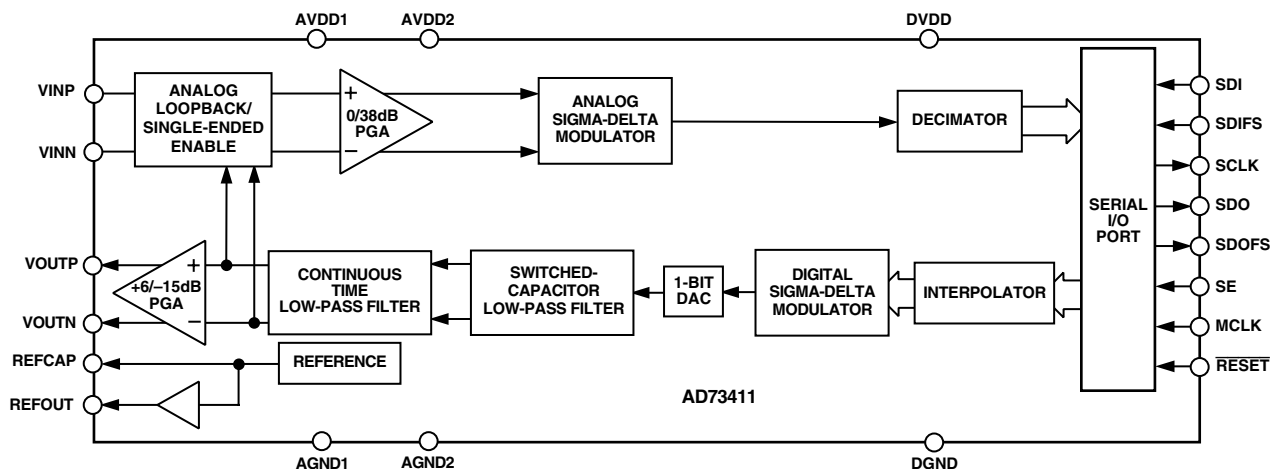 AVDD1
AVDD2
DVDD
VINP
VINN
ANALOG
LOOPBACK/
SINGLE-ENDED
ENABLE
+
0/38dB
PGA
–
ANALOG
SIGMA-DELTA
MODULATOR
DECIMATOR
SERIAL
I/O
PORT
SDI
SDIFS
SCLK
SDO
SDOFS
SE
MCLK
RESET
VOUTP
VOUTN
REFCAP
REFOUT
+
+6/–15dB
PGA
–
CONTINUOUS
TIME
LOW-PASS FILTER
SWITCHED-
CAPACITOR
LOW-PASS FILTER
1-BIT
DAC
DIGITAL
SIGMA-DELTA
MODULATOR
INTERPOLATOR
REFERENCE
AD73411
AGND1
AGND2
DGND